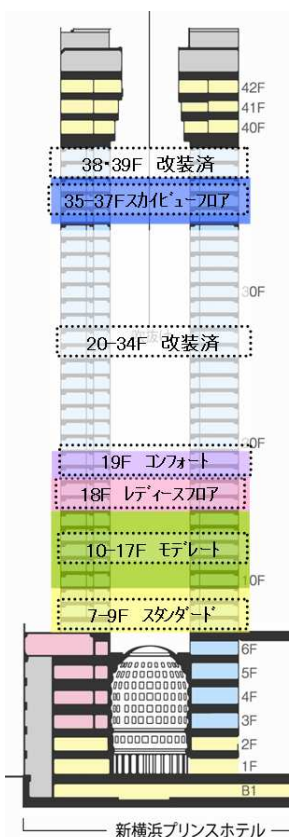 42F
41F
40F
38・39F 改装済
35-37Fスカイビューフロア
30F
20-34F 改装済
19F コンフォート
18F レディースフロア
10-17F モデレート
10F
7-9F スタンダード
6F
5F
4F
3F
2F
1F
B1
新横浜プリンスホテル